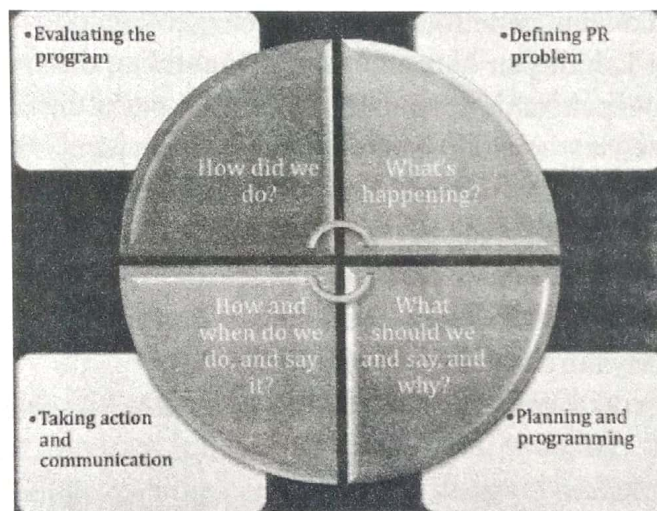 •Evaluating the
program
•Defining PR
problem
How did we
do?
What's
happening?
How and
when do we
do, and say
it?
What
should we
and say, and
why?
•Taking action
and
communication
•Planning and
programming